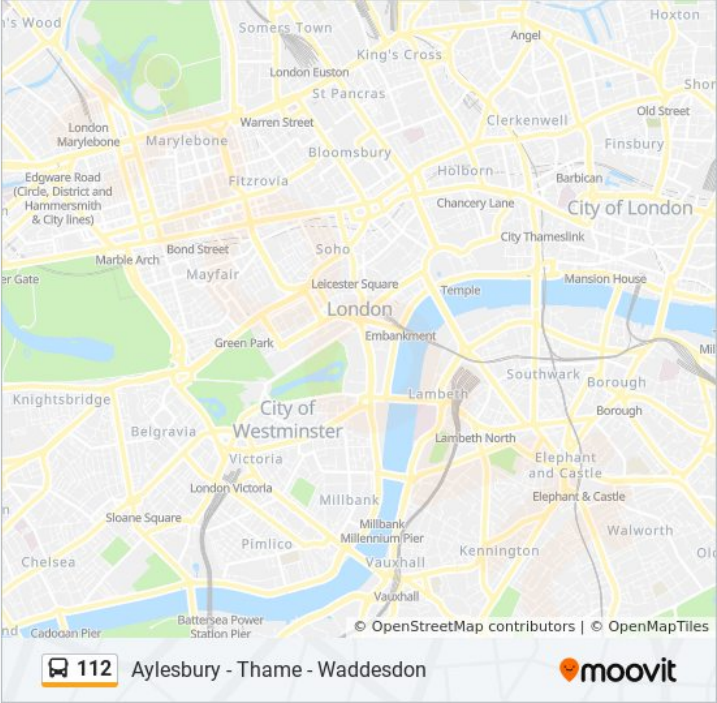 's Wood
Somers Town
Hoxton
Angel
King's Cross
London Euston
St Pancras
Shor
Old Street
Clerkenwell
London
Marylebone
Marylebone
Warren Street
Finsbury
Bloomsbury
Edgware Road
(Circle, District and
Hammersmith
& City lines)
Fitzrovia
Holborn
Barbican
Chancery Lane
City of London
City Thameslink
Bond Street
Soho
Marble Arch
Mayfair
er Gate
Leicester Square
Temple
Mansion House
London
Embankment
Green Park
Mil
Southwark
Borough
Knightsbridge
Lambeth
City of
Westminster
Borough
Belgravia
Lambeth North
Victoria
Elephant
and Castle
London Victoria
Elephant & Castle
Millbank
Sloane Square
Millbank
Millennium Pier
Walworth
Pimlico
Kennington
Chelsea
Vauxhall
Vauxhall
Battersea Power
Station Pier
nd
Cadogan Pier
© OpenStreetMap contributors | © OpenMapTiles
112 Aylesbury - Thame - Waddesdon
moovit